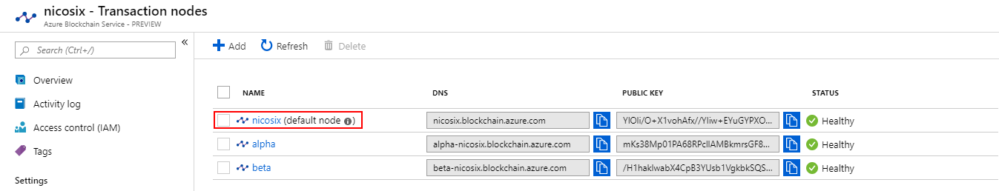 nicosix - Transaction nodes
Azure Blockchain Service - PREVIEW
Search (Ctrl+/)
«
Add Refresh Delete
Overview
Activity log
Access control (IAM)
Tags
Settings
NAME DNS PUBLIC KEY STATUS
nicosix (default node ) nicosix.blockchain.azure.com YIOli/O+X1vohAfx//Yliw+EYuGYPXO... Healthy
alpha alpha-nicosix.blockchain.azure.com mKs38Mp01PA68RPclIAMBkmrsGF8... Healthy
beta beta-nicosix.blockchain.azure.com /H1haklwabX4CpB3YUsb1VgkbkSQS... Healthy